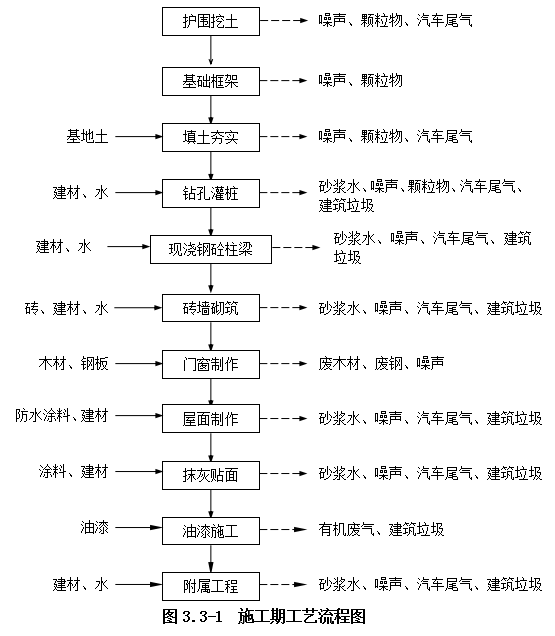 护围挖土 噪声、颗粒物、汽车尾气
基础框架 噪声、颗粒物
基地土 填土夯实 噪声、颗粒物、汽车尾气
建材、水 钻孔灌桩 砂浆水、噪声、颗粒物、汽车尾气、
建筑垃圾
建材、水 现浇钢砼柱梁 砂浆水、噪声、汽车尾气、建筑
垃圾
砖、建材、水 砖墙砌筑 砂浆水、噪声、汽车尾气、建筑垃圾
木材、钢板 门窗制作 废木材、废钢、噪声
防水涂料、建材 屋面制作 砂浆水、噪声、汽车尾气、建筑垃圾
涂料、建材 抹灰贴面 砂浆水、噪声、汽车尾气、建筑垃圾
油漆 油漆施工 有机废气、建筑垃圾
建材、水 附属工程 砂浆水、噪声、汽车尾气、建筑垃圾
图 3.3-1 施工期工艺流程图